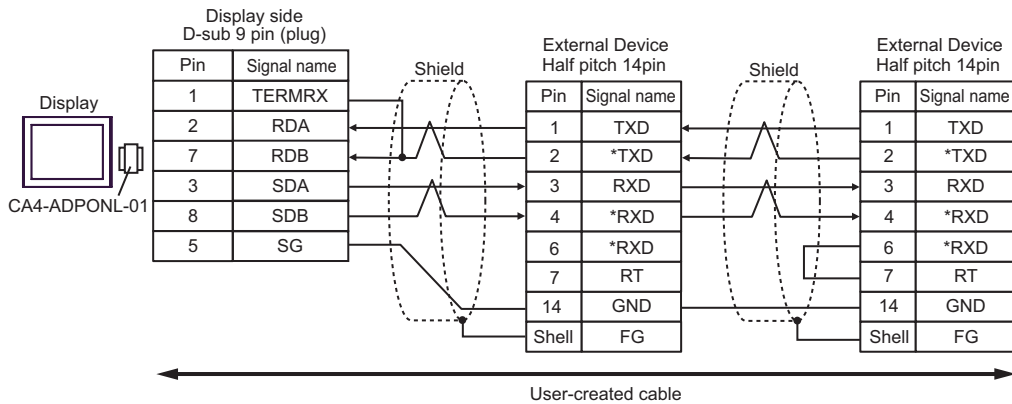 Display side
D-sub 9 pin (plug)
Pin Signal name
1 TERMRX
2 RDA
7 RDB
3 SDA
8 SDB
5 SG
Display
CA4-ADPONL-01
Shield
External Device
Half pitch 14pin
Pin Signal name
1 TXD
2 *TXD
3 RXD
4 *RXD
6 *RXD
7 RT
14 GND
Shell FG
Shield
External Device
Half pitch 14pin
Pin Signal name
1 TXD
2 *TXD
3 RXD
4 *RXD
6 *RXD
7 RT
14 GND
Shell FG
User-created cable